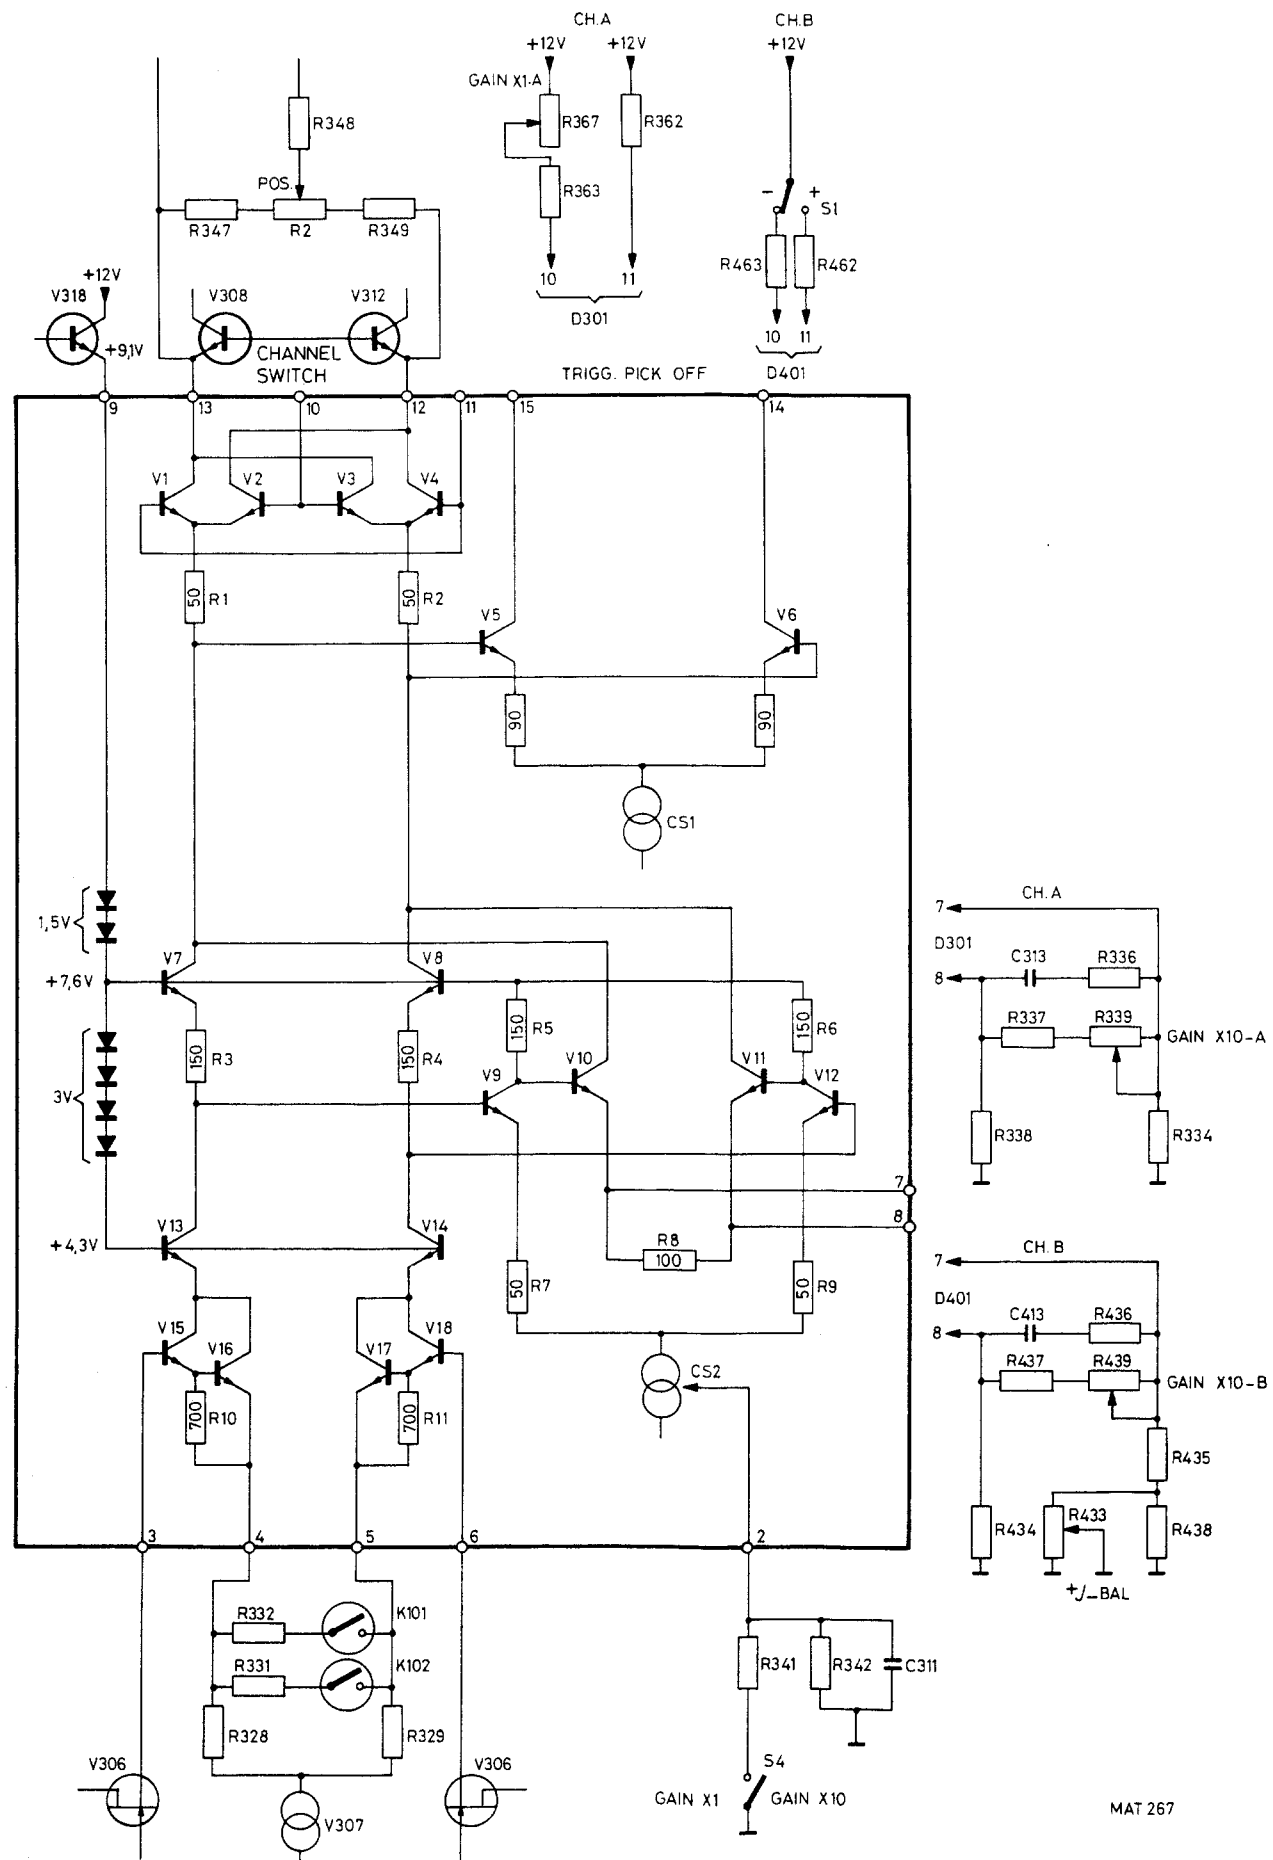 CH.A
CH.B
+12V
+12V
+12V
GAIN X1-A
R348
R367
R362
R363
POS.
R347
R2
R349
- +
S1
R463
R462
10
11
D301
+12V
V318
V308
V312
+9,1V
CHANNEL
SWITCH
TRIGG. PICK OFF
10
11
D401
9
13
10
12
11
15
14
V1
V2
V3
V4
50
R1
50
R2
V5
V6
90
90
CS1
1,5V
+7,6V
V7
V8
3V
150
R3
150
R4
150
R5
150
R6
V9
V10
V11
V12
7
CH.A
D301
8
C313
R336
R337
R339
GAIN X10-A
R338
R334
7
8
+4,3V
V13
V14
R8
100
50
R7
50
R9
V15
V16
V17
V18
700
R10
700
R11
CS2
7
CH.B
D401
8
C413
R436
R437
R439
GAIN X10-B
R435
R434
R433
R438
+/-BAL
3
4
5
6
2
R332
K101
R331
K102
R328
R329
R341
R342
C311
V306
V306
V307
S4
GAIN X1
GAIN X10
MAT 267